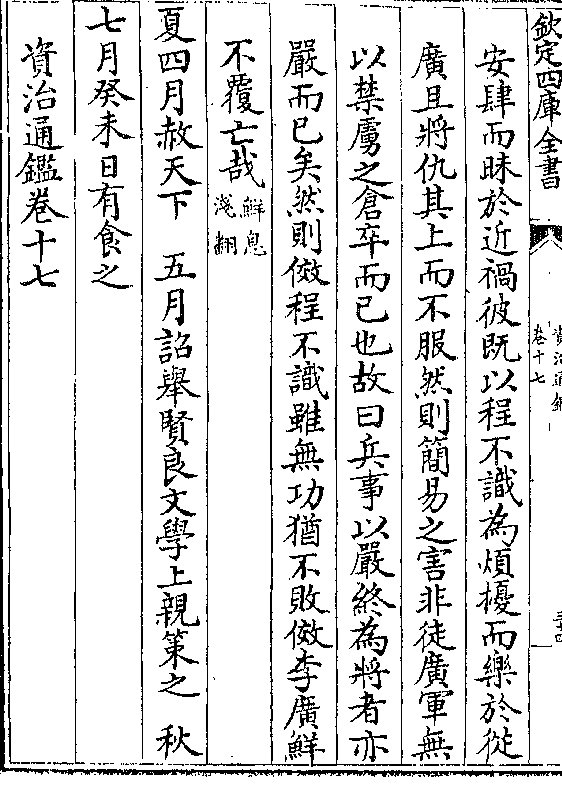 欽定四庫全書
資治通鑑
卷十七
安肆而昧於近禍彼既以程不識為煩擾而樂於從
廣且將仇其上而不服然則簡易之害非徒廣軍無
以禁虜之倉卒而已也故曰兵事以嚴終為將者亦
嚴而已矣然則傚程不識雖無功猶不敗傚李廣鮮
不覆亡哉鮮息淺翻
夏四月赦天下　五月詔舉賢良文學上親策之　秋
七月癸未日有食之
資治通鑑卷十七